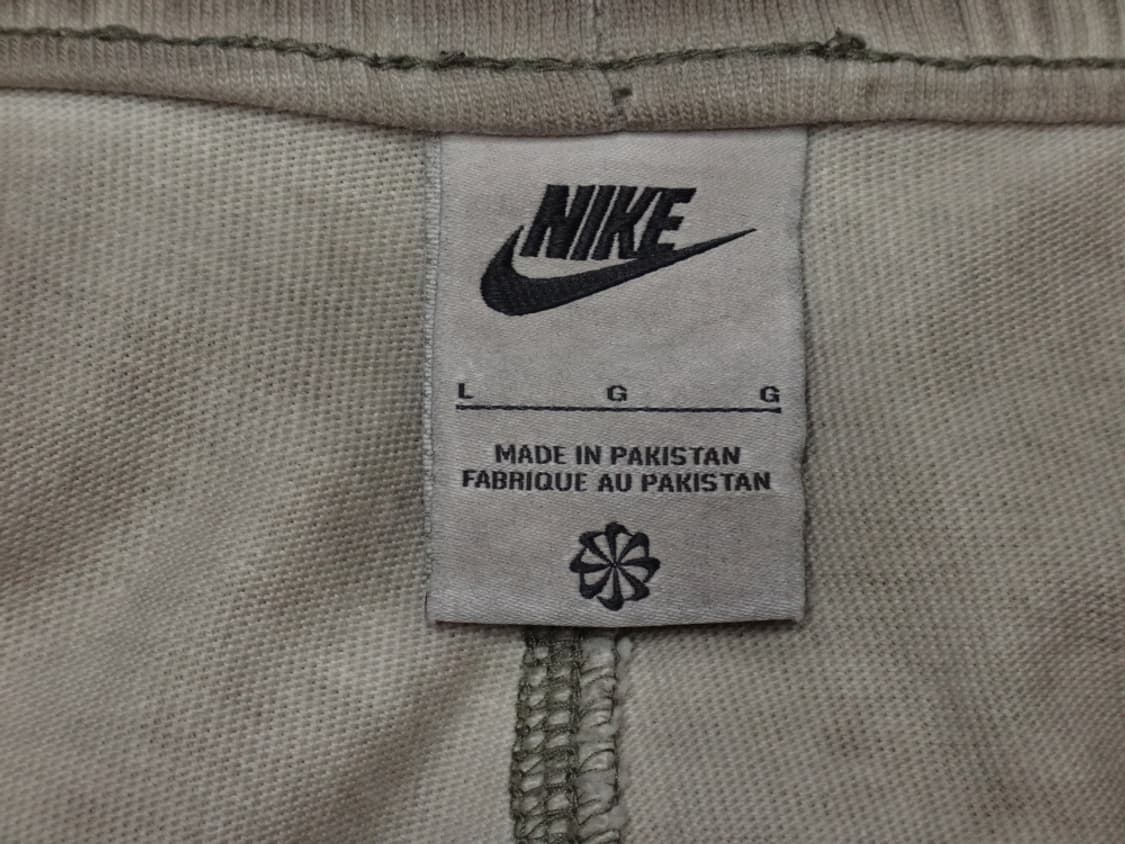 NIKE
L G G
MADE IN PAKISTAN
FABRIQUE AU PAKISTAN